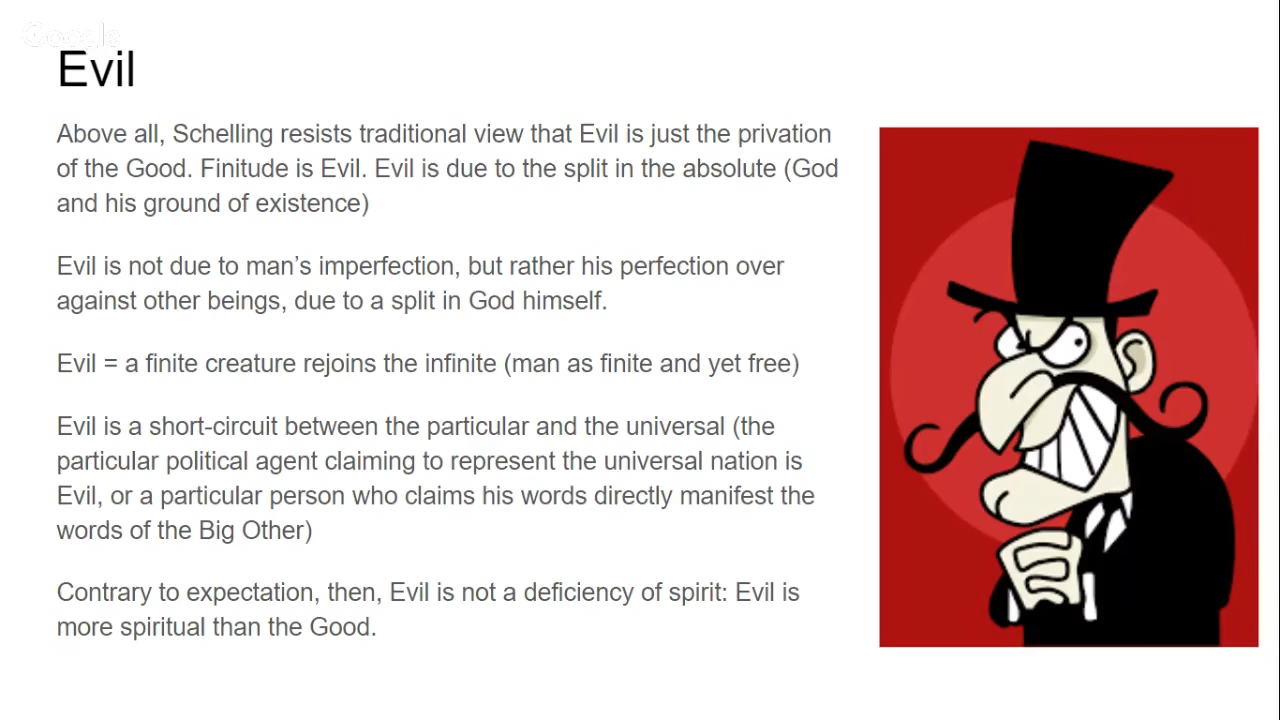 Google
Evil
Above all, Schelling resists traditional view that Evil is just the privation
of the Good. Finitude is Evil. Evil is due to the split in the absolute (God
and his ground of existence)
Evil is not due to man’s imperfection, but rather his perfection over
against other beings, due to a split in God himself.
Evil = a finite creature rejoins the infinite (man as finite and yet free)
Evil is a short-circuit between the particular and the universal (the
particular political agent claiming to represent the universal nation is
Evil, or a particular person who claims his words directly manifest the
words of the Big Other)
Contrary to expectation, then, Evil is not a deficiency of spirit: Evil is
more spiritual than the Good.